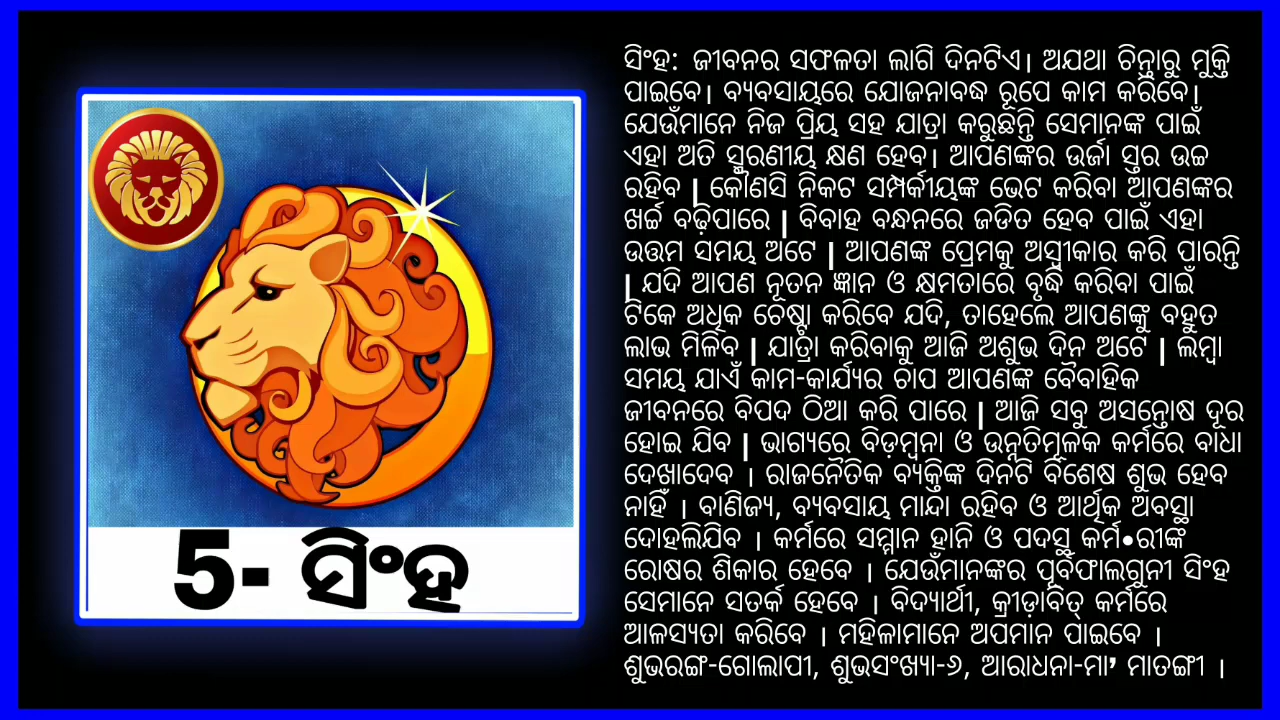 5- ସିଂହ
ସିଂହ: ଜୀବନର ସଫଳତା ଲାଗି ଦିନଟିଏ। ଅଯଥା ଚିନ୍ତାରୁ ମୁକ୍ତି
ପାଇବେ। ବ୍ୟବସାୟରେ ଯୋଜନାବଦ୍ଧ ରୂପେ କାମ କରିବେ।
ଯେଉଁମାନେ ନିଜ ପ୍ରିୟ ସହ ଯାତ୍ରା କରୁଛନ୍ତି ସେମାନଙ୍କ ପାଇଁ
ଏହା ଅତି ସ୍ମରଣୀୟ କ୍ଷଣ ହେବ। ଆପଣଙ୍କର ଉର୍ଜା ସ୍ତର ଉଚ୍ଚ
ରହିବ | କୌଣସି ନିକଟ ସମ୍ପର୍କୀୟଙ୍କ ଭେଟ କରିବା ଆପଣଙ୍କର
ଖର୍ଚ୍ଚ ବଢ଼ିପାରେ | ବିବାହ ବନ୍ଧନରେ ଜଡିତ ହେବ ପାଇଁ ଏହା
ଉତ୍ତମ ସମୟ ଅଟେ | ଆପଣଙ୍କ ପ୍ରେମକୁ ଅସ୍ୱୀକାର କରି ପାରନ୍ତି
| ଯଦି ଆପଣ ନୂତନ ଜ୍ଞାନ ଓ କ୍ଷମତାରେ ବୃଦ୍ଧି କରିବା ପାଇଁ
ଟିକେ ଅଧିକ ଚେଷ୍ଟା କରିବେ ଯଦି, ତାହେଲେ ଆପଣଙ୍କୁ ବହୁତ
ଲାଭ ମିଳିବ | ଯାତ୍ରା କରିବାକୁ ଆଜି ଅଶୁଭ ଦିନ ଅଟେ | ଲମ୍ବା
ସମୟ ଯାଏଁ କାମ-କାର୍ଯ୍ୟର ଚାପ ଆପଣଙ୍କ ବୈବାହିକ
ଜୀବନରେ ବିପଦ ଠିଆ କରି ପାରେ | ଆଜି ସବୁ ଅସନ୍ତୋଷ ଦୂର
ହୋଇ ଯିବ | ଭାଗ୍ୟରେ ବିଡ଼ମ୍ବନା ଓ ଉନ୍ନତିମୂଳକ କର୍ମରେ ବାଧା
ଦେଖାଦେବ । ରାଜନୈତିକ ବ୍ୟକ୍ତିଙ୍କ ଦିନଟି ବିଶେଷ ଶୁଭ ହେବ
ନାହିଁ । ବାଣିଜ୍ୟ, ବ୍ୟବସାୟ ମାନ୍ଦା ରହିବ ଓ ଆର୍ଥିକ ଅବସ୍ଥା
ଦୋହଲିଯିବ । କର୍ମରେ ସମ୍ମାନ ହାନି ଓ ପଦସ୍ଥ କର୍ମ•ରୀଙ୍କ
ରୋଷର ଶିକାର ହେବେ । ଯେଉଁମାନଙ୍କର ପୂର୍ବଫାଲଗୁନୀ ସିଂହ
ସେମାନେ ସତର୍କ ହେବେ । ବିଦ୍ୟାର୍ଥୀ, କ୍ରୀଡ଼ାବିତ୍ କର୍ମରେ
ଆଳସ୍ୟତା କରିବେ । ମହିଳାମାନେ ଅପମାନ ପାଇବେ ।
ଶୁଭରଙ୍ଗ-ଗୋଲାପୀ, ଶୁଭସଂଖ୍ୟା-୬, ଆରାଧନା-ମା’ ମାତଙ୍ଗୀ ।